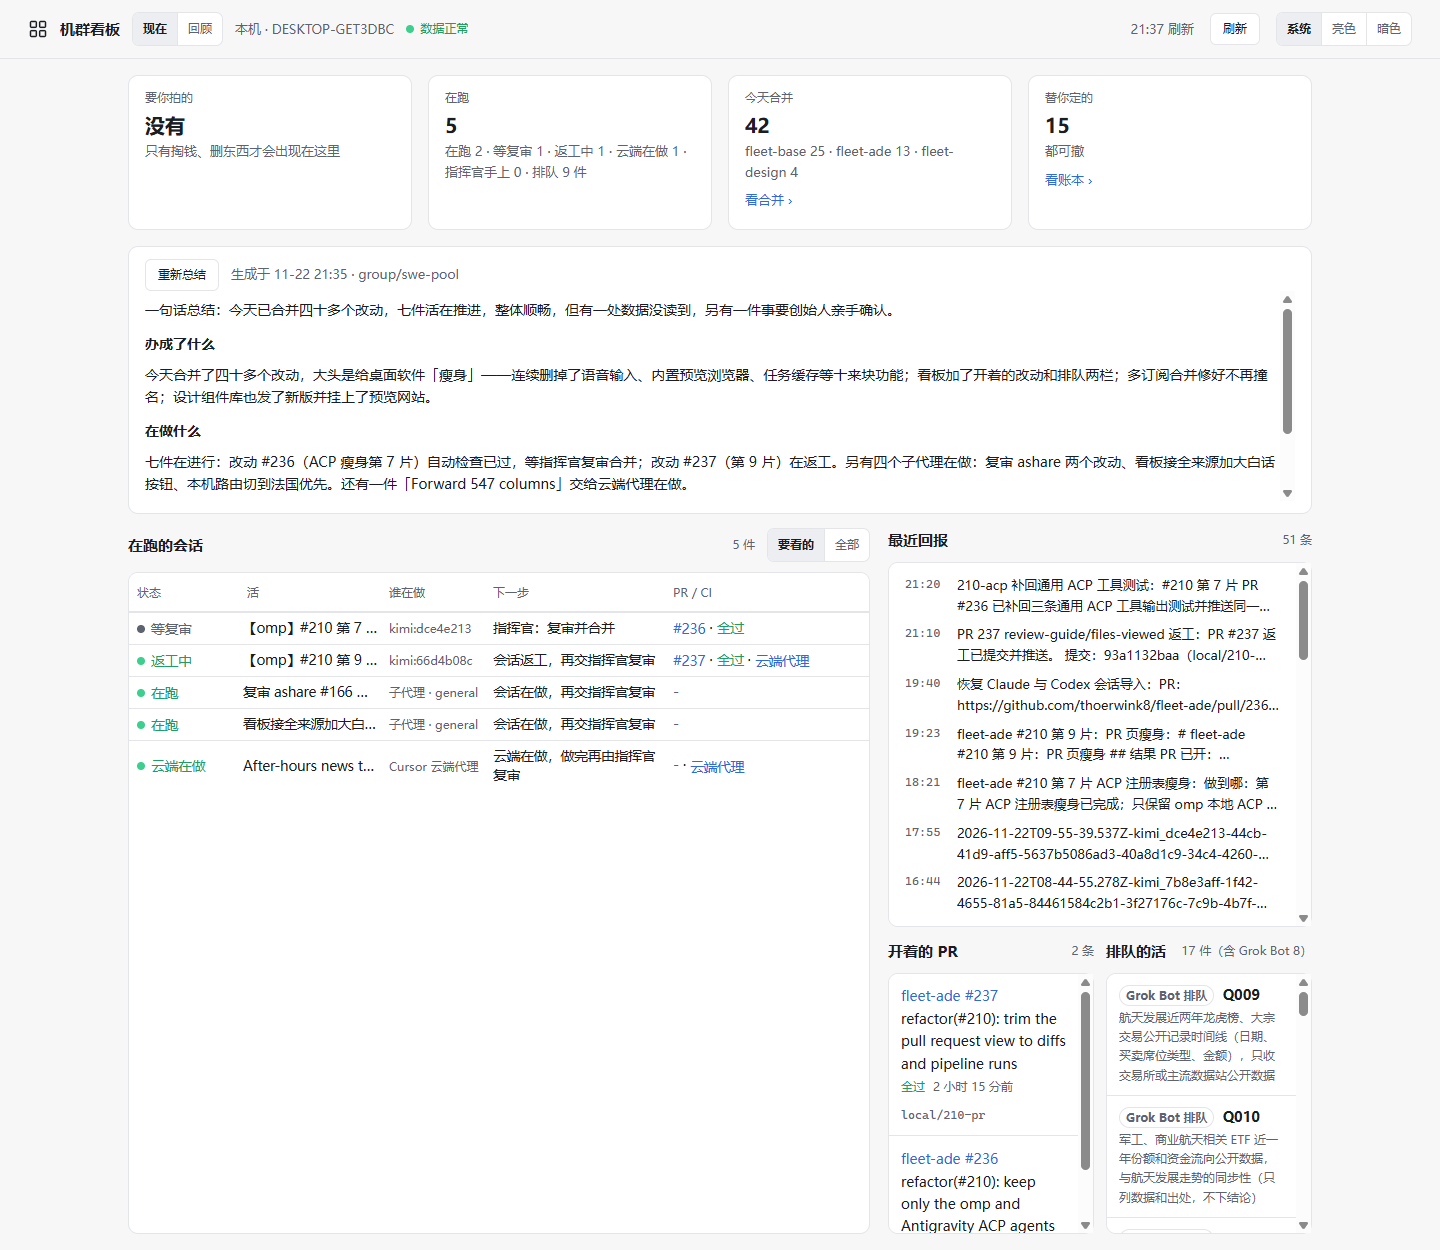 机群看板
现在
回顾
本机 · DESKTOP-GET3DBC
数据正常
21:37 刷新
刷新
系统
亮色
暗色
要你拍的
没有
只有掏钱、删东西才会出现在这里
在跑
5
在跑 2 · 等复审 1 · 返工中 1 · 云端在做 1 ·
指挥官手上 0 · 排队 9 件
今天合并
42
fleet-base 25 · fleet-ade 13 · fleet-
design 4
看合并 ›
替你定的
15
都可撤
看账本 ›
重新总结
生成于 11-22 21:35 · group/swe-pool
一句话总结：今天已合并四十多个改动，七件活在推进，整体顺畅，但有一处数据没读到，另有一件事要创始人亲手确认。
办成了什么
今天合并了四十多个改动，大头是给桌面软件「瘦身」——连续删掉了语音输入、内置预览浏览器、任务缓存等十来块功能；看板加了开着的改动和排队两栏；多订阅合并修好不再撞
名；设计组件库也发了新版并挂上了预览网站。
在做什么
七件在进行：改动 #236（ACP 瘦身第 7 片）自动检查已过，等指挥官复审合并；改动 #237（第 9 片）在返工。另有四个子代理在做：复审 ashare 两个改动、看板接全来源加大白话
按钮、本机路由切到法国优先。还有一件「Forward 547 columns」交给云端代理在做。
在跑的会话
5 件
要看的
全部
状态
活
谁在做
下一步
PR / CI
等复审
【omp】#210 第 7 ...
kimi:dce4e213
指挥官：复审并合并
#236 · 全过
返工中
【omp】#210 第 9 ...
kimi:66d4b08c
会话返工，再交指挥官复审
#237 · 全过 · 云端代理
在跑
复审 ashare #166 ...
子代理 · general
会话在做，再交指挥官复审
-
在跑
看板接全来源加大白...
子代理 · general
会话在做，再交指挥官复审
-
云端在做
After-hours news t...
Cursor 云端代理
云端在做，做完再由指挥官
复审
- · 云端代理
最近回报
51 条
21:20
210-acp 补回通用 ACP 工具测试：#210 第 7 片 PR
#236 已补回三条通用 ACP 工具输出测试并推送同一...
21:10
PR 237 review-guide/files-viewed 返工：PR #237 返
工已提交并推送。 提交：93a1132baa（local/210-...
19:40
恢复 Claude 与 Codex 会话导入：PR:
https://github.com/thoerwink8/fleet-ade/pull/236...
19:23
fleet-ade #210 第 9 片：PR 页瘦身：# fleet-ade
#210 第 9 片：PR 页瘦身 ## 结果 PR 已开：...
18:21
fleet-ade #210 第 7 片 ACP 注册表瘦身：做到哪：第
7 片 ACP 注册表瘦身已完成；只保留 omp 本地 ACP ...
17:55
2026-11-22T09-55-39.537Z-kimi_dce4e213-44cb-
41d9-aff5-5637b5086ad3-40a8d1c9-34c4-4260-...
16:44
2026-11-22T08-44-55.278Z-kimi_7b8e3aff-1f42-
4655-81a5-84461584c2b1-3f27176c-7c9b-4b7f-...
开着的 PR
2 条
fleet-ade #237
refactor(#210): trim the
pull request view to diffs
and pipeline runs
全过 2 小时 15 分前
local/210-pr
fleet-ade #236
refactor(#210): keep
only the omp and
Antigravity ACP agents
排队的活
17 件（含 Grok Bot 8）
Grok Bot 排队 Q009
航天发展近两年龙虎榜、大宗
交易公开记录时间线（日期、
买卖席位类型、金额），只收
交易所或主流数据站公开数据
Grok Bot 排队 Q010
军工、商业航天相关 ETF 近一
年份额和资金流向公开数据，
与航天发展走势的同步性（只
列数据和出处，不下结论）